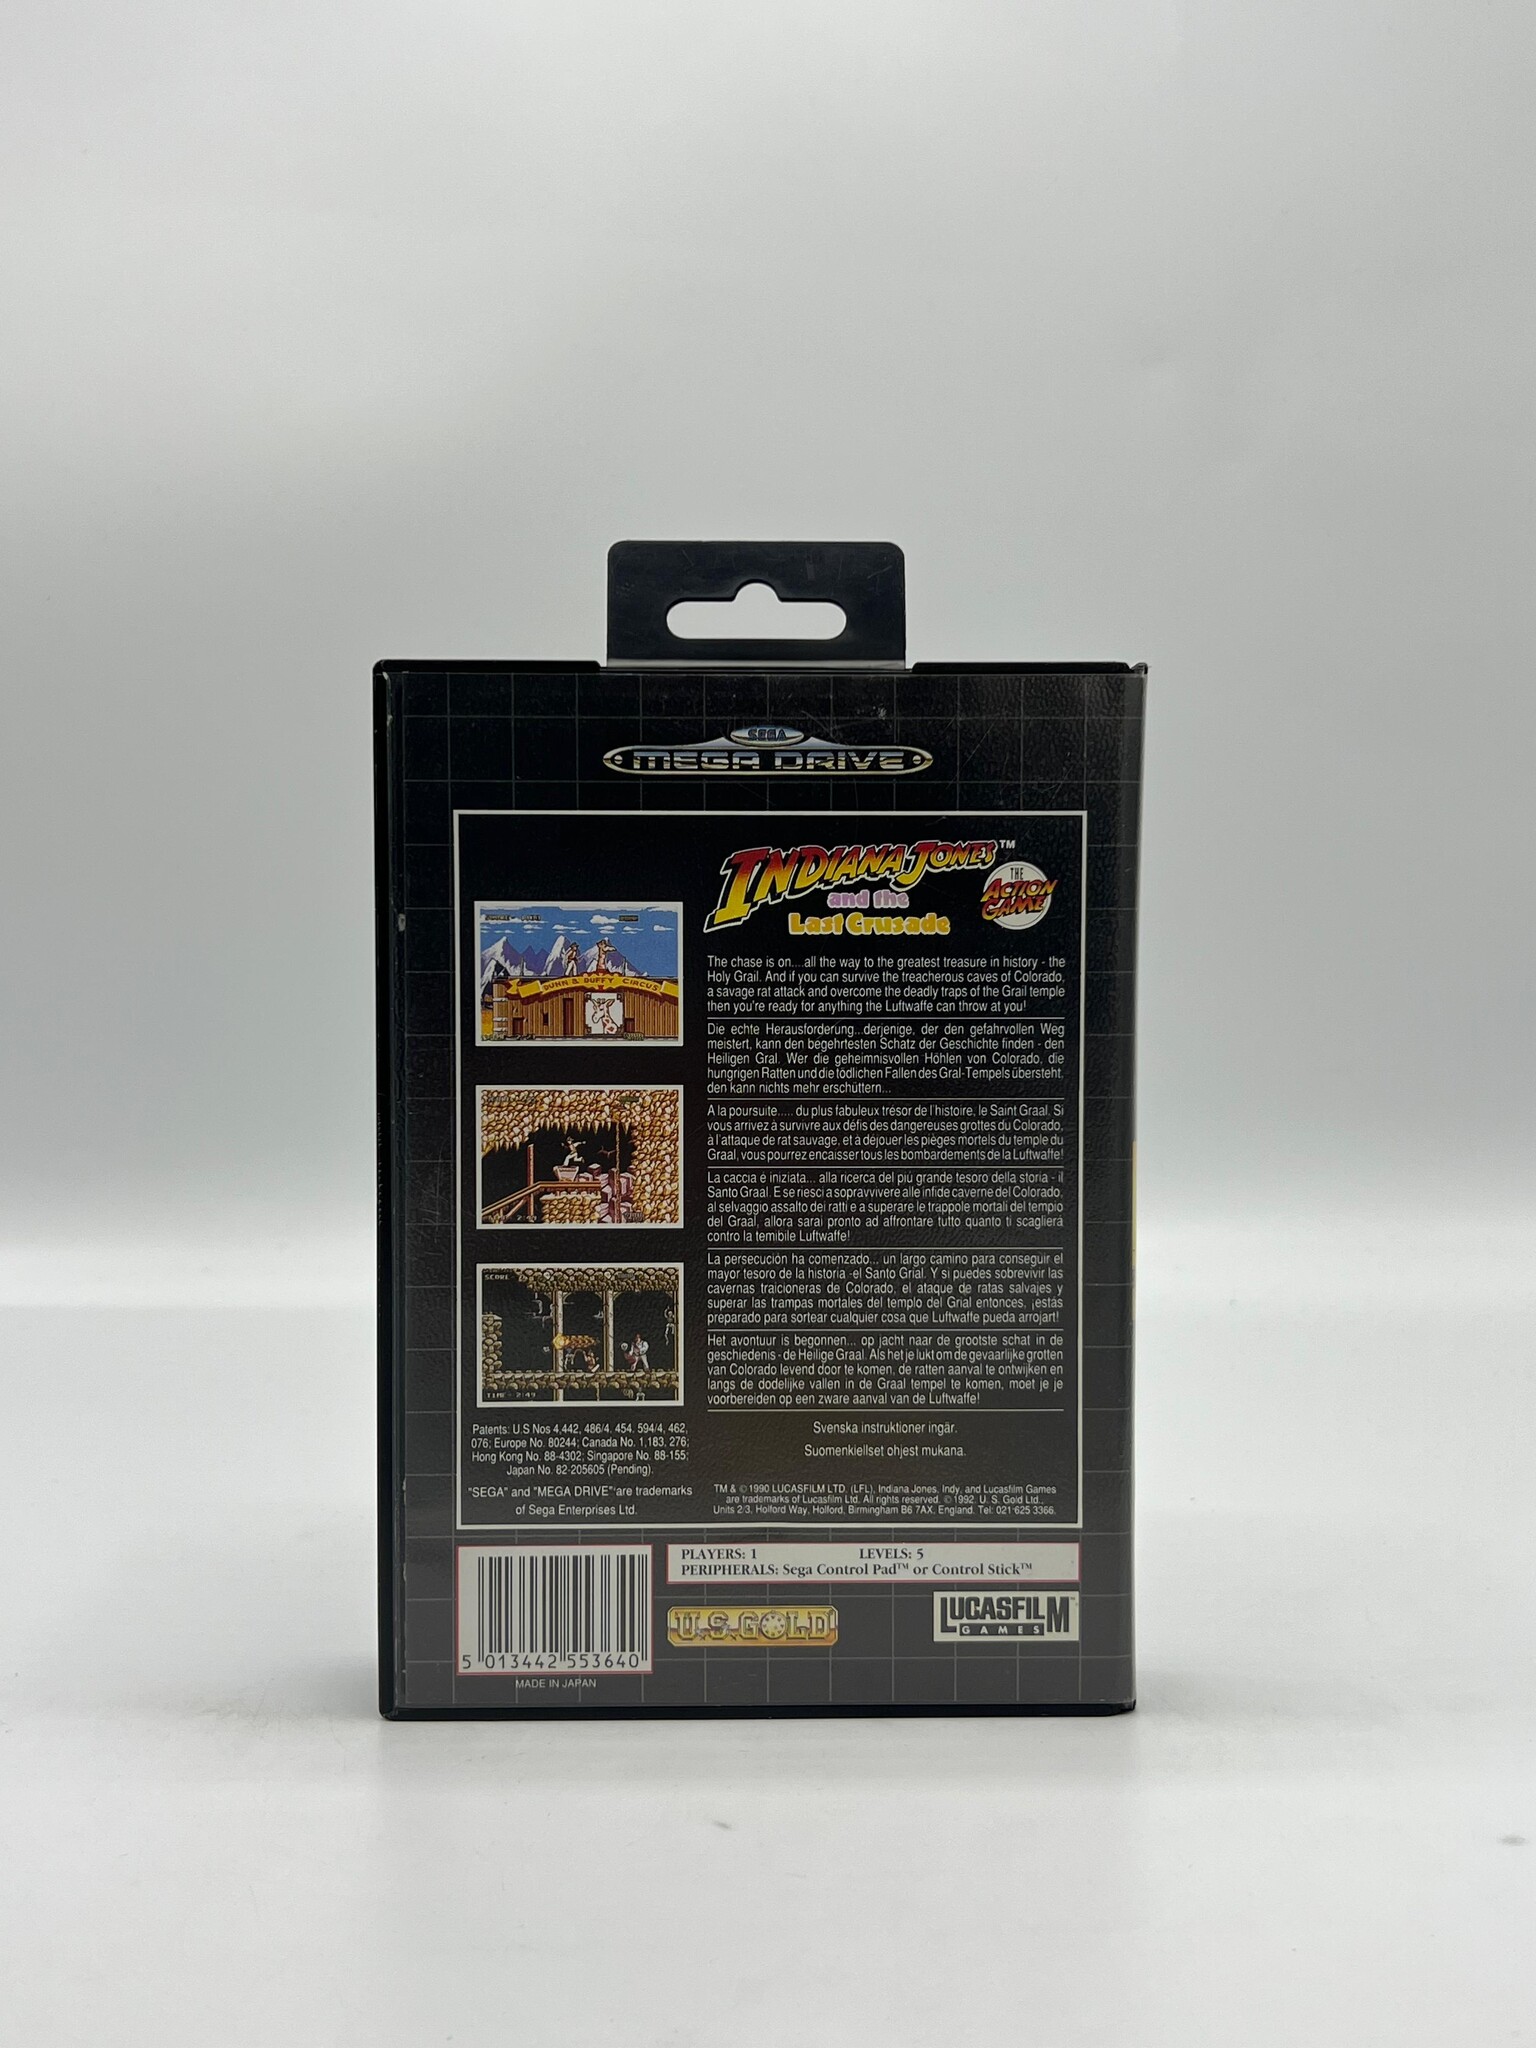 SEGA
MEGA DRIVE
INDIANA JONES™
and the
Last Crusade
THE
ACTION
GAME
DUNN & DUFFY CIRCUS
The chase is on....all the way to the greatest treasure in history - the
Holy Grail. And if you can survive the treacherous caves of Colorado,
a savage rat attack and overcome the deadly traps of the Grail temple
then you're ready for anything the Luftwaffe can throw at you!
Die echte Herausforderung...derjenige, der den gefahrvollen Weg
meistert, kann den begehrtesten Schatz der Geschichte finden - den
Heiligen Gral. Wer die geheimnisvollen Höhlen von Colorado, die
hungrigen Ratten und die tödlichen Fallen des Gral-Tempels übersteht,
den kann nichts mehr erschüttern...
A la poursuite..... du plus fabuleux trésor de l'histoire, le Saint Graal. Si
vous arrivez à survivre aux défis des dangereuses grottes du Colorado,
à l'attaque de rat sauvage, et à déjouer les pièges mortels du temple du
Graal, vous pourrez encaisser tous les bombardements de la Luftwaffe!
La caccia è iniziata... alla ricerca del più grande tesoro della storia - il
Santo Graal. E se riesci a sopravvivere alle infide caverne del Colorado,
al selvaggio assalto dei ratti e a superare le trappole mortali del tempio
del Graal, allora sarai pronto ad affrontare tutto quanto ti scaglierà
contro la temibile Luftwaffe!
La persecución ha comenzado... un largo camino para conseguir el
mayor tesoro de la historia -el Santo Grial. Y si puedes sobrevivir las
cavernas traicioneras de Colorado, el ataque de ratas salvajes y
superar las trampas mortales del templo del Grial entonces, ¡estás
preparado para sortear cualquier cosa que Luftwaffe pueda arrojart!
Het avontuur is begonnen... op jacht naar de grootste schat in de
geschiedenis - de Heilige Graal. Als het je lukt om de gevaarlijke grotten
van Colorado levend door te komen, de ratten aanval te ontwijken en
langs de dodelijke vallen in de Graal tempel te komen, moet je je
voorbereiden op een zware aanval van de Luftwaffe!
Svenska instruktioner ingår.
Suomenkiellset ohjest mukana.
SCORE
TIME - 2:49
Patents: U.S Nos 4,442, 486/4. 454. 594/4, 462,
076; Europe No. 80244; Canada No. 1,183, 276;
Hong Kong No. 88-4302; Singapore No. 88-155;
Japan No. 82-205605 (Pending).
"SEGA" and "MEGA DRIVE" are trademarks
of Sega Enterprises Ltd.
TM & © 1990 LUCASFILM LTD. (LFL), Indiana Jones, Indy, and Lucasfilm Games
are trademarks of Lucasfilm Ltd. All rights reserved. © 1992. U. S. Gold Ltd.,
Units 2/3, Holford Way, Holford, Birmingham B6 7AX, England. Tel: 021 625 3366.
PLAYERS: 1 LEVELS: 5
PERIPHERALS: Sega Control Pad™ or Control Stick™
5 013442 553640
MADE IN JAPAN
U.S. GOLD
LUCASFILM™
GAMES